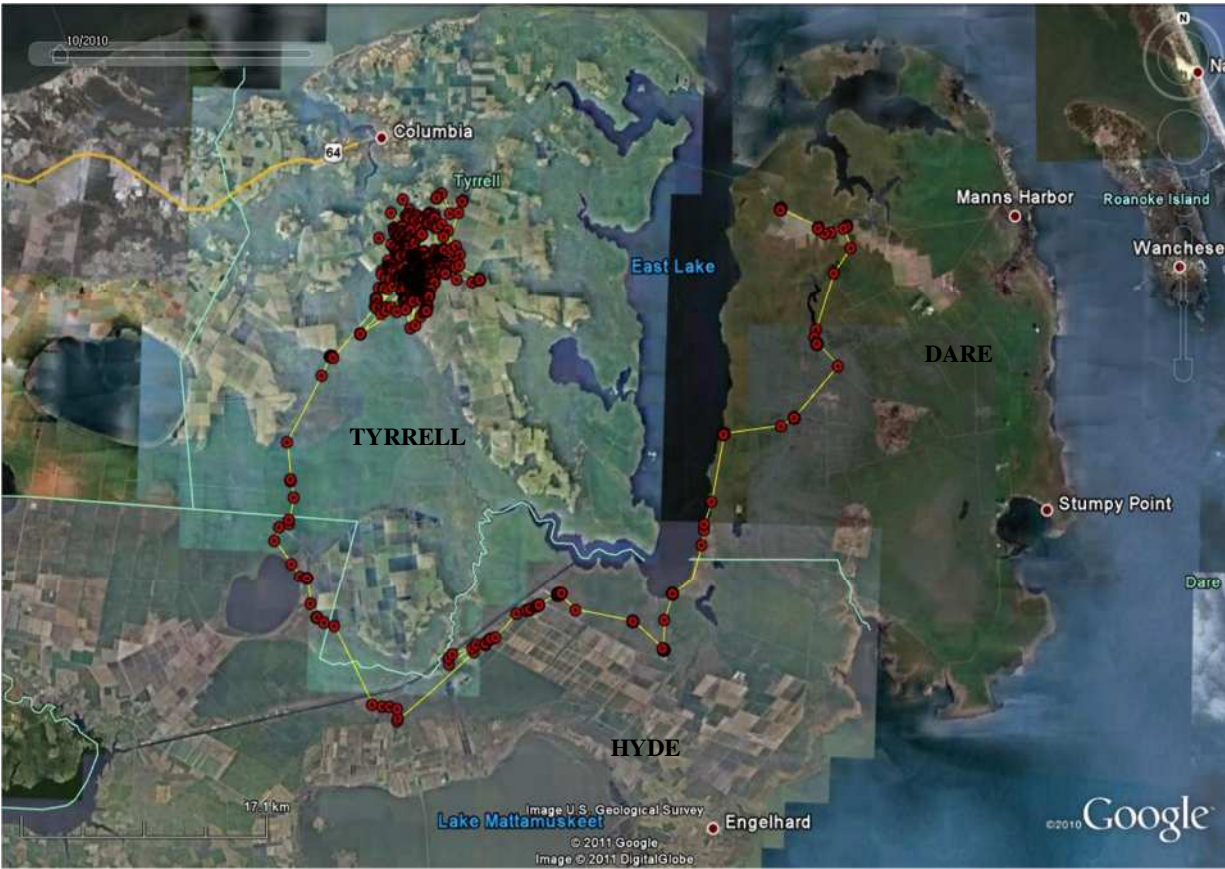 10/2010
N
Na
Columbia
64
Tyrrell
Manns Harbor
Roanoke Island
Wanchese
East Lake
DARE
TYRRELL
Stumpy Point
Dare
HYDE
17.1 km
Image U.S. Geological Survey
Lake Mattamuskeet
Engelhard
©2010 Google
© 2011 Google
Image © 2011 DigitalGlobe